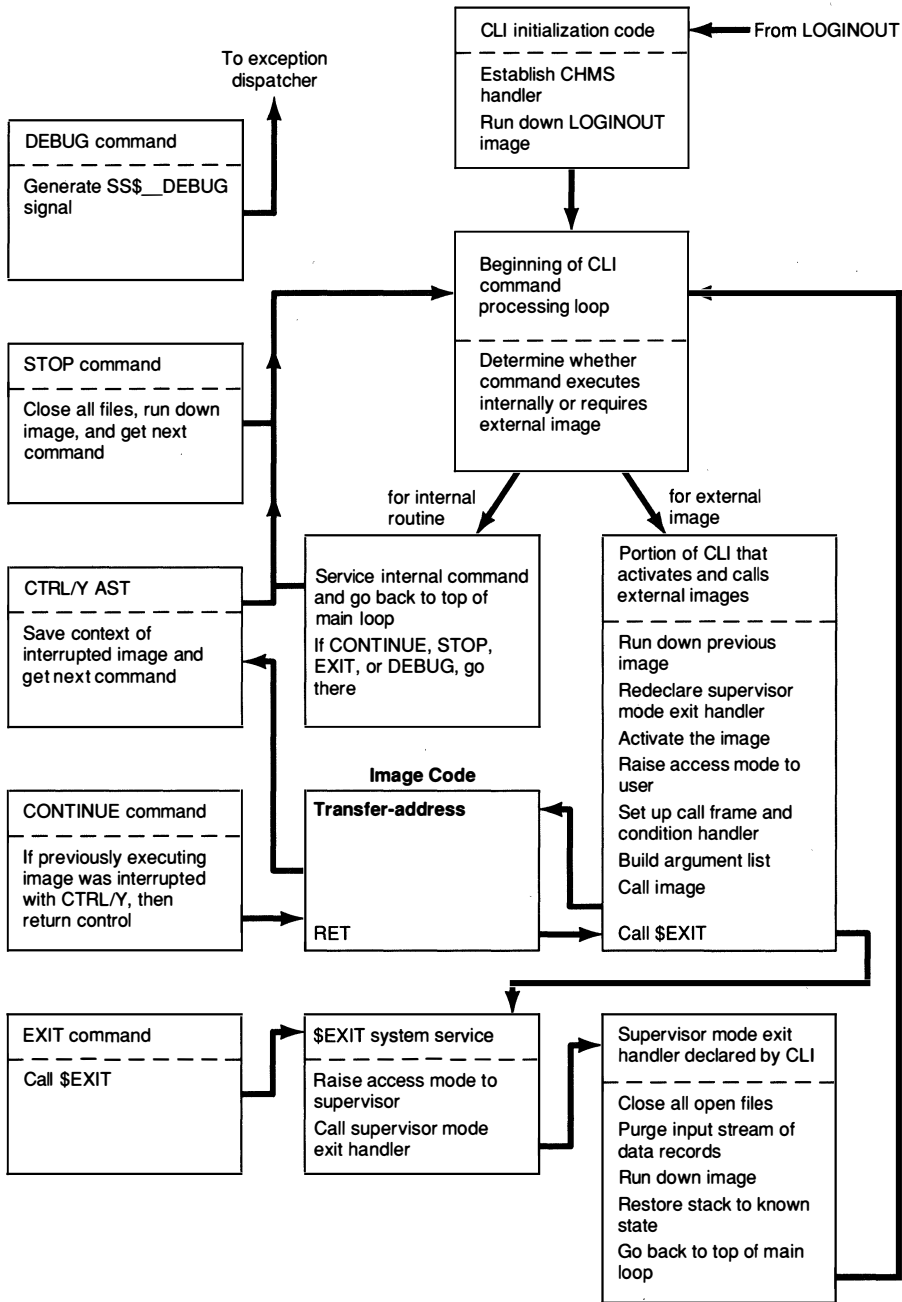 CLI initialization code
From LOGINOUT
Establish CHMS
handler
Run down LOGINOUT
image
To exception
dispatcher
DEBUG command
Generate SS$__DEBUG
signal
Beginning of CLI
command
processing loop
Determine whether
command executes
internally or requires
external image
STOP command
Close all files, run down
image, and get next
command
for internal
routine
for external
image
Service internal command
and go back to top of
main loop
If CONTINUE, STOP,
EXIT, or DEBUG, go
there
Portion of CLI that
activates and calls
external images
Run down previous
image
Redeclare supervisor
mode exit handler
Activate the image
Raise access mode to
user
Set up call frame and
condition handler
Build argument list
Call image
Call $EXIT
CTRL/Y AST
Save context of
interrupted image and
get next command
Image Code
Transfer-address
RET
CONTINUE command
If previously executing
image was interrupted
with CTRL/Y, then
return control
EXIT command
Call $EXIT
$EXIT system service
Raise access mode to
supervisor
Call supervisor mode
exit handler
Supervisor mode exit
handler declared by CLI
Close all open files
Purge input stream of
data records
Run down image
Restore stack to known
state
Go back to top of main
loop